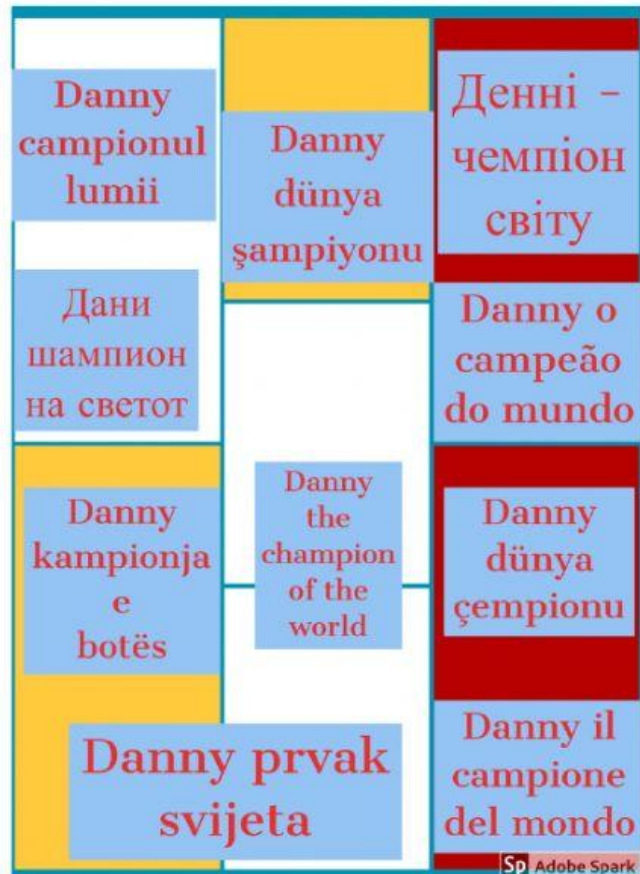 Danny
campionul
lumii
Danny
dünya
şampiyonu
Денні -
чемпіон
світу
Дани
шампион
на светот
Danny o
campeão
do mundo
Danny
kampionja
e
botës
Danny
the
champion
of the
world
Danny
dünya
çempionu
Danny prvak
svijeta
Danny il
campione
del mondo
Sp Adobe Spark